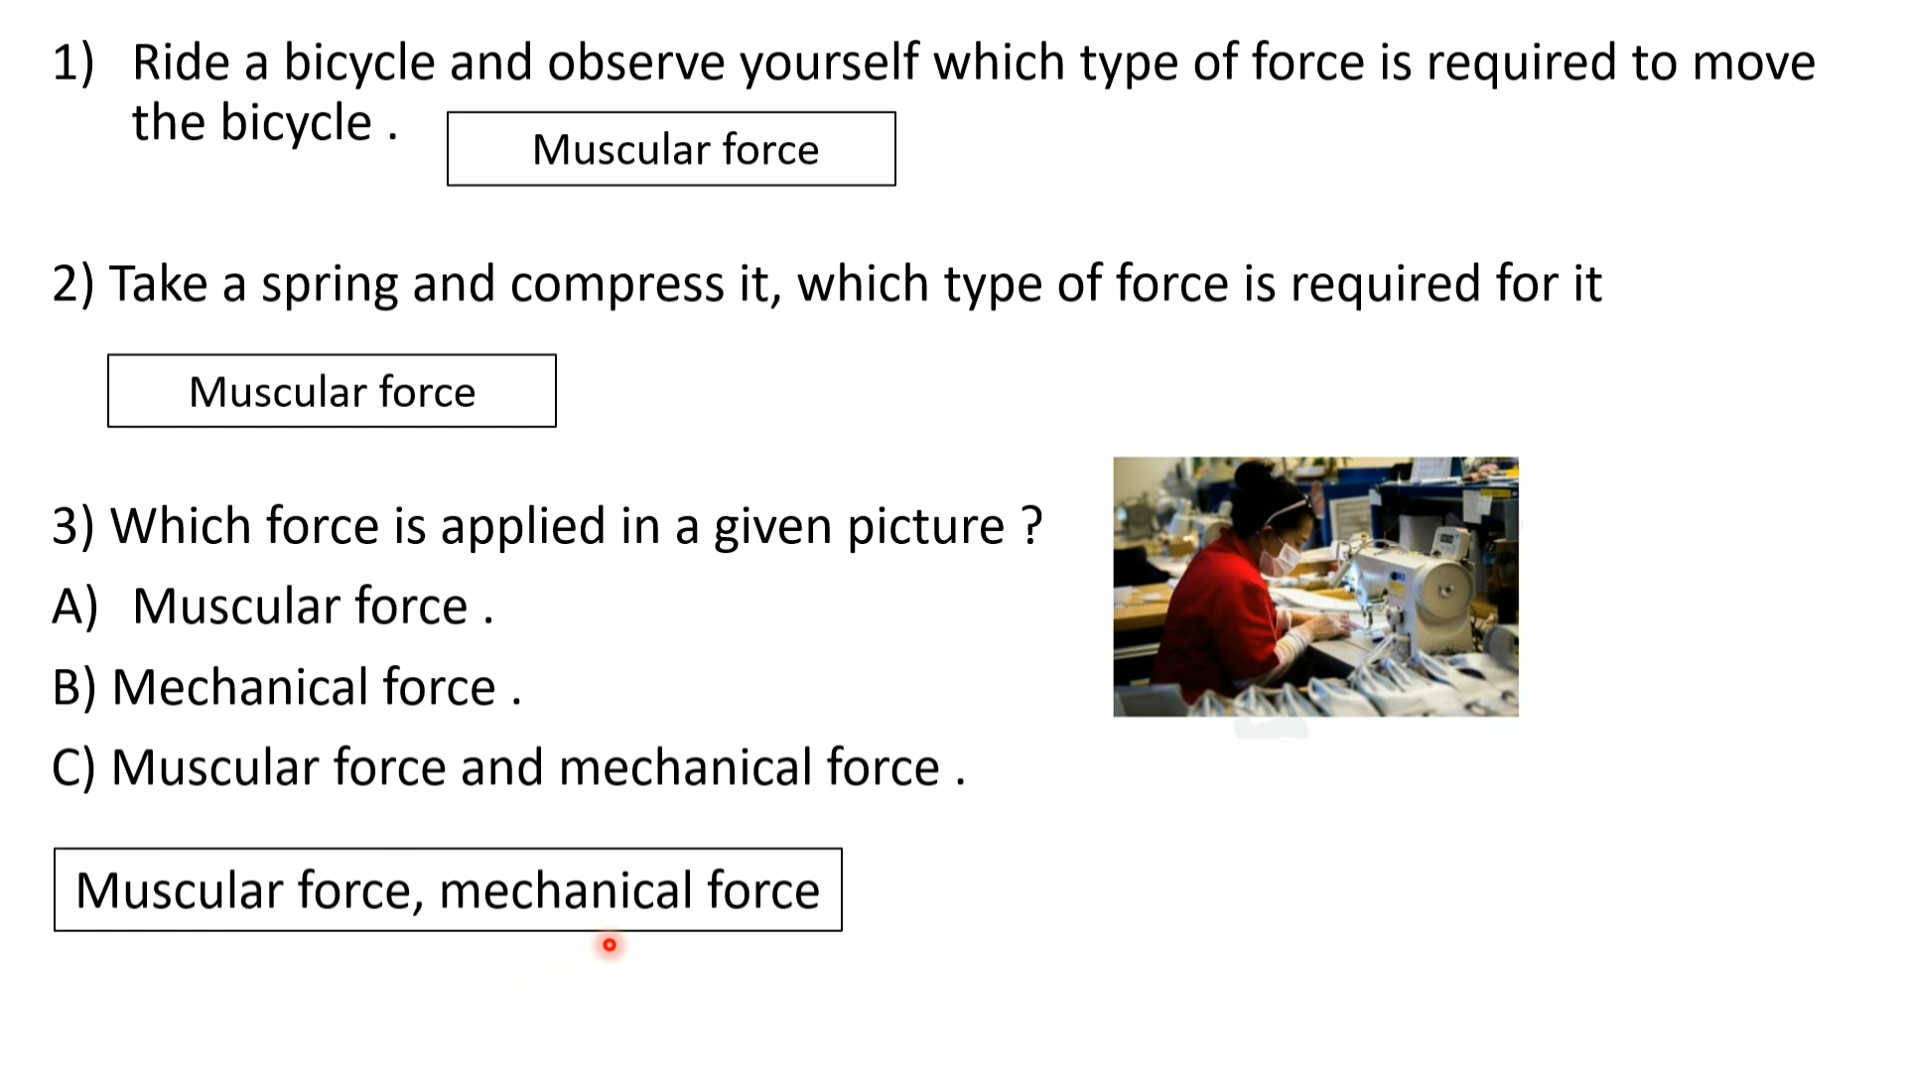 1) Ride a bicycle and observe yourself which type of force is required to move
the bicycle .
Muscular force
2) Take a spring and compress it, which type of force is required for it
Muscular force
3) Which force is applied in a given picture ?
A) Muscular force .
B) Mechanical force .
C) Muscular force and mechanical force .
Muscular force, mechanical force